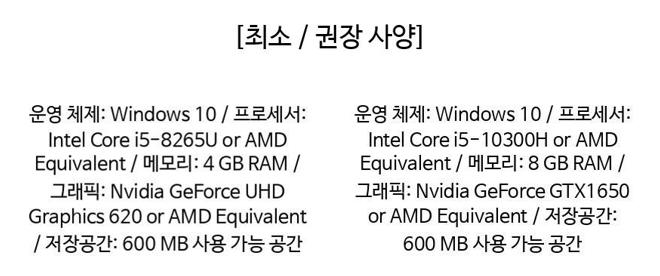 [최소 / 권장 사양]
운영 체제: Windows 10 / 프로세서:
Intel Core i5-8265U or AMD
Equivalent / 메모리: 4 GB RAM /
그래픽: Nvidia GeForce UHD
Graphics 620 or AMD Equivalent
/ 저장공간: 600 MB 사용 가능 공간
운영 체제: Windows 10 / 프로세서:
Intel Core i5-10300H or AMD
Equivalent / 메모리: 8 GB RAM /
그래픽: Nvidia GeForce GTX1650
or AMD Equivalent / 저장공간:
600 MB 사용 가능 공간